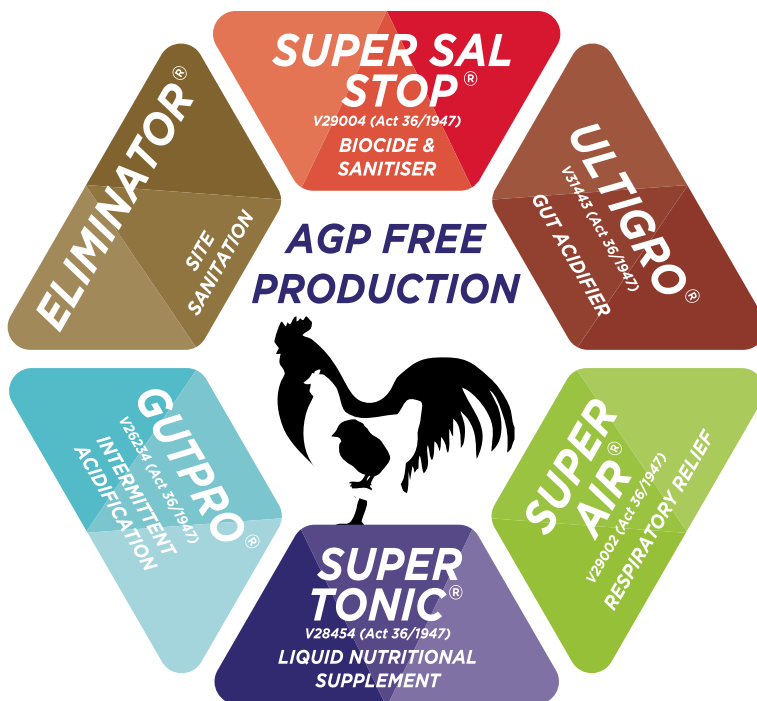 SUPER SAL
STOP®
V29004 (Act 36/1947)
BIOCIDE &
SANITISER
ULTIGRO®
V31443 (Act 36/1947)
GUT ACIDIFIER
SUPER
AIR®
V29002 (Act 36/1947)
RESPIRATORY RELIEF
SUPER
TONIC®
V28454 (Act 36/1947)
LIQUID NUTRITIONAL
SUPPLEMENT
GUTPRO®
V26234 (Act 36/1947)
INTERMITTENT
ACIDIFICATION
ELIMINATOR®
SITE
SANITATION
AGP FREE
PRODUCTION